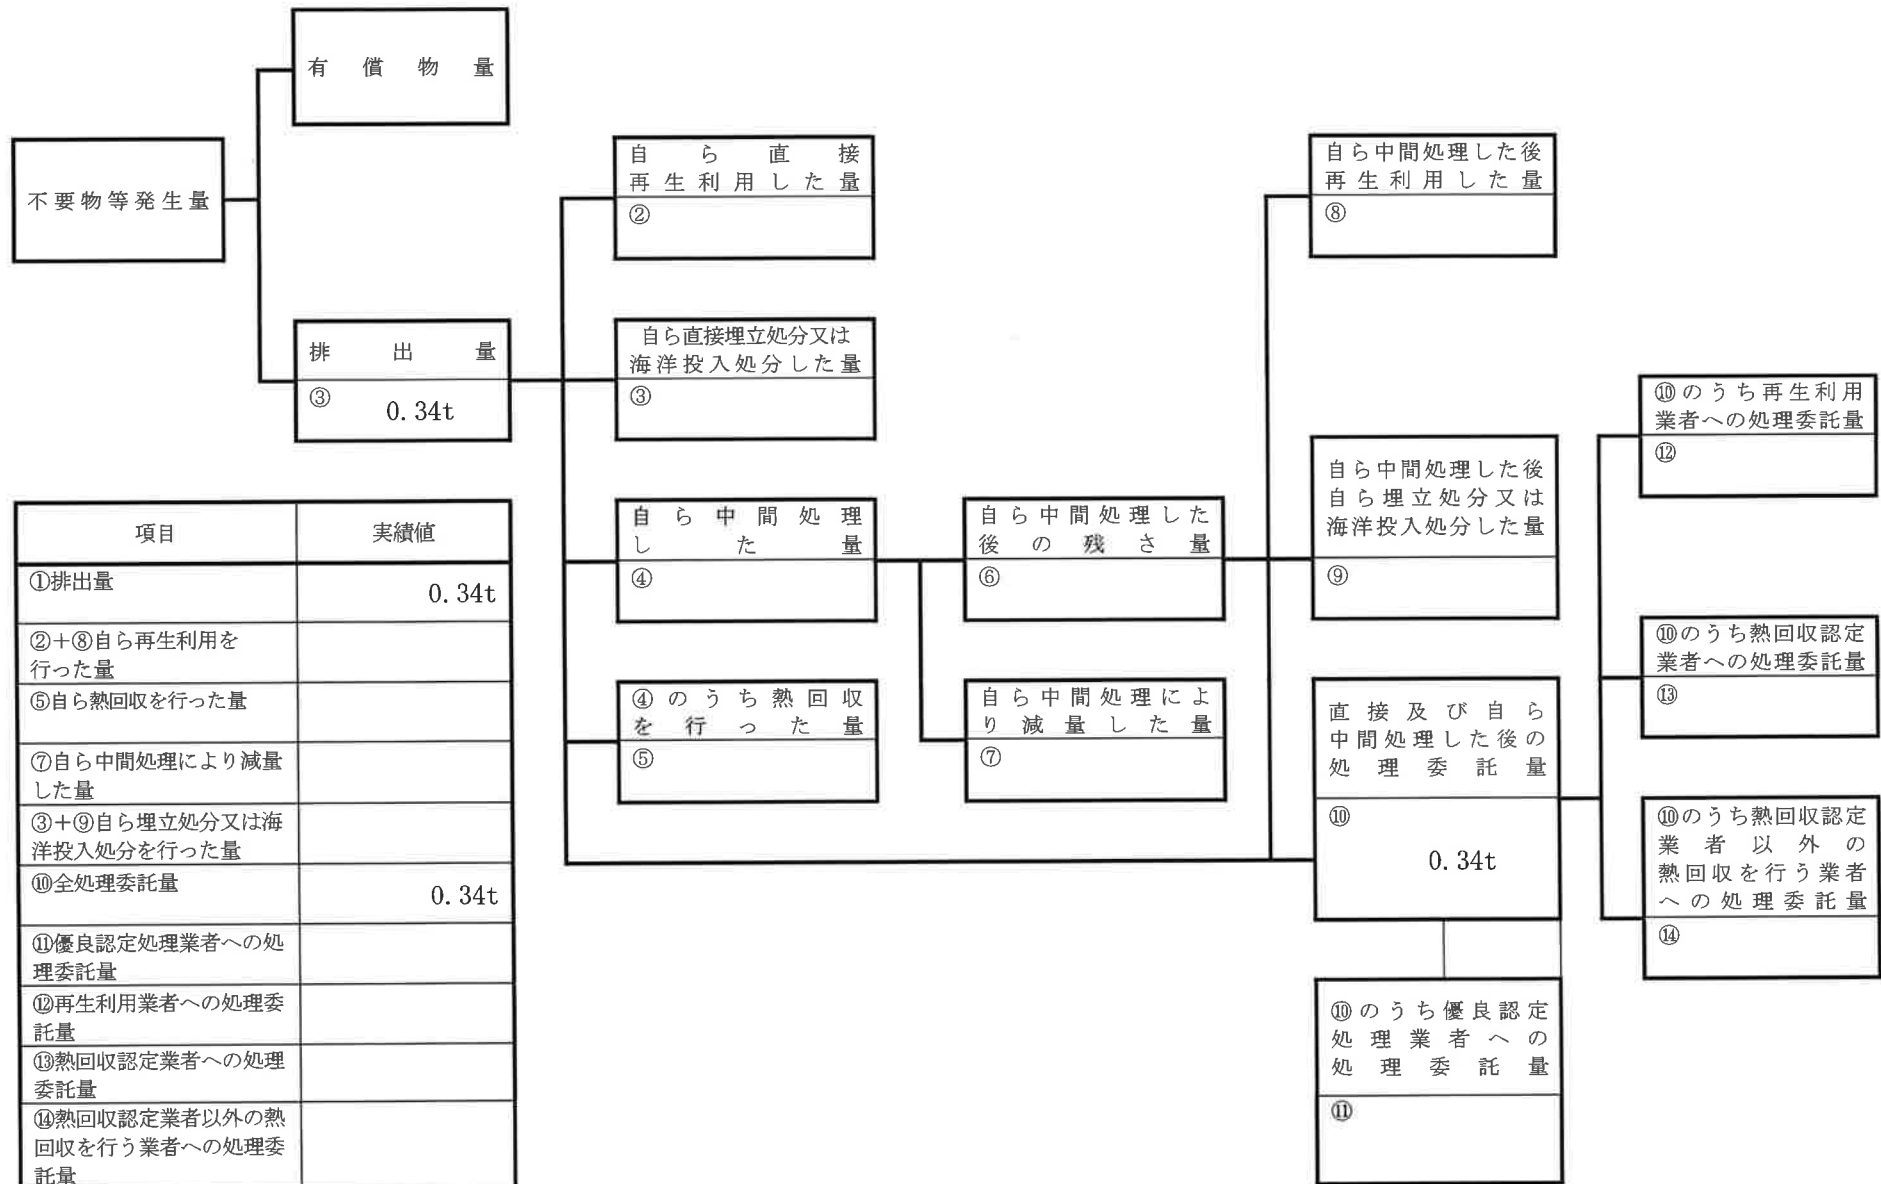 有償物量
不要物等発生量
排出量
③
0.34t
自ら直接
再生利用した量
②
自ら直接埋立処分又は
海洋投入処分した量
③
自ら中間処理
した量
④
④のうち熱回収
を行った量
⑤
自ら中間処理した
後の残さ量
⑥
自ら中間処理によ
り減量した量
⑦
自ら中間処理した後
再生利用した量
⑧
自ら中間処理した後
自ら埋立処分又は
海洋投入処分した量
⑨
直接及び自ら
中間処理した後の
処理委託量
⑩
0.34t
⑩のうち優良認定
処理業者への
処理委託量
⑪
⑩のうち再生利用
業者への処理委託量
⑫
⑩のうち熱回収認定
業者への処理委託量
⑬
⑩のうち熱回収認定
業者以外の
熱回収を行う業者
への処理委託量
⑭
項目 実績値
①排出量 0.34t
②+⑧自ら再生利用を
行った量
⑤自ら熱回収を行った量
⑦自ら中間処理により減量
した量
③+⑨自ら埋立処分又は海
洋投入処分を行った量
⑩全処理委託量 0.34t
⑪優良認定処理業者への処
理委託量
⑫再生利用業者への処理委
託量
⑬熱回収認定業者への処理
委託量
⑭熱回収認定業者以外の熱
回収を行う業者への処理委
託量